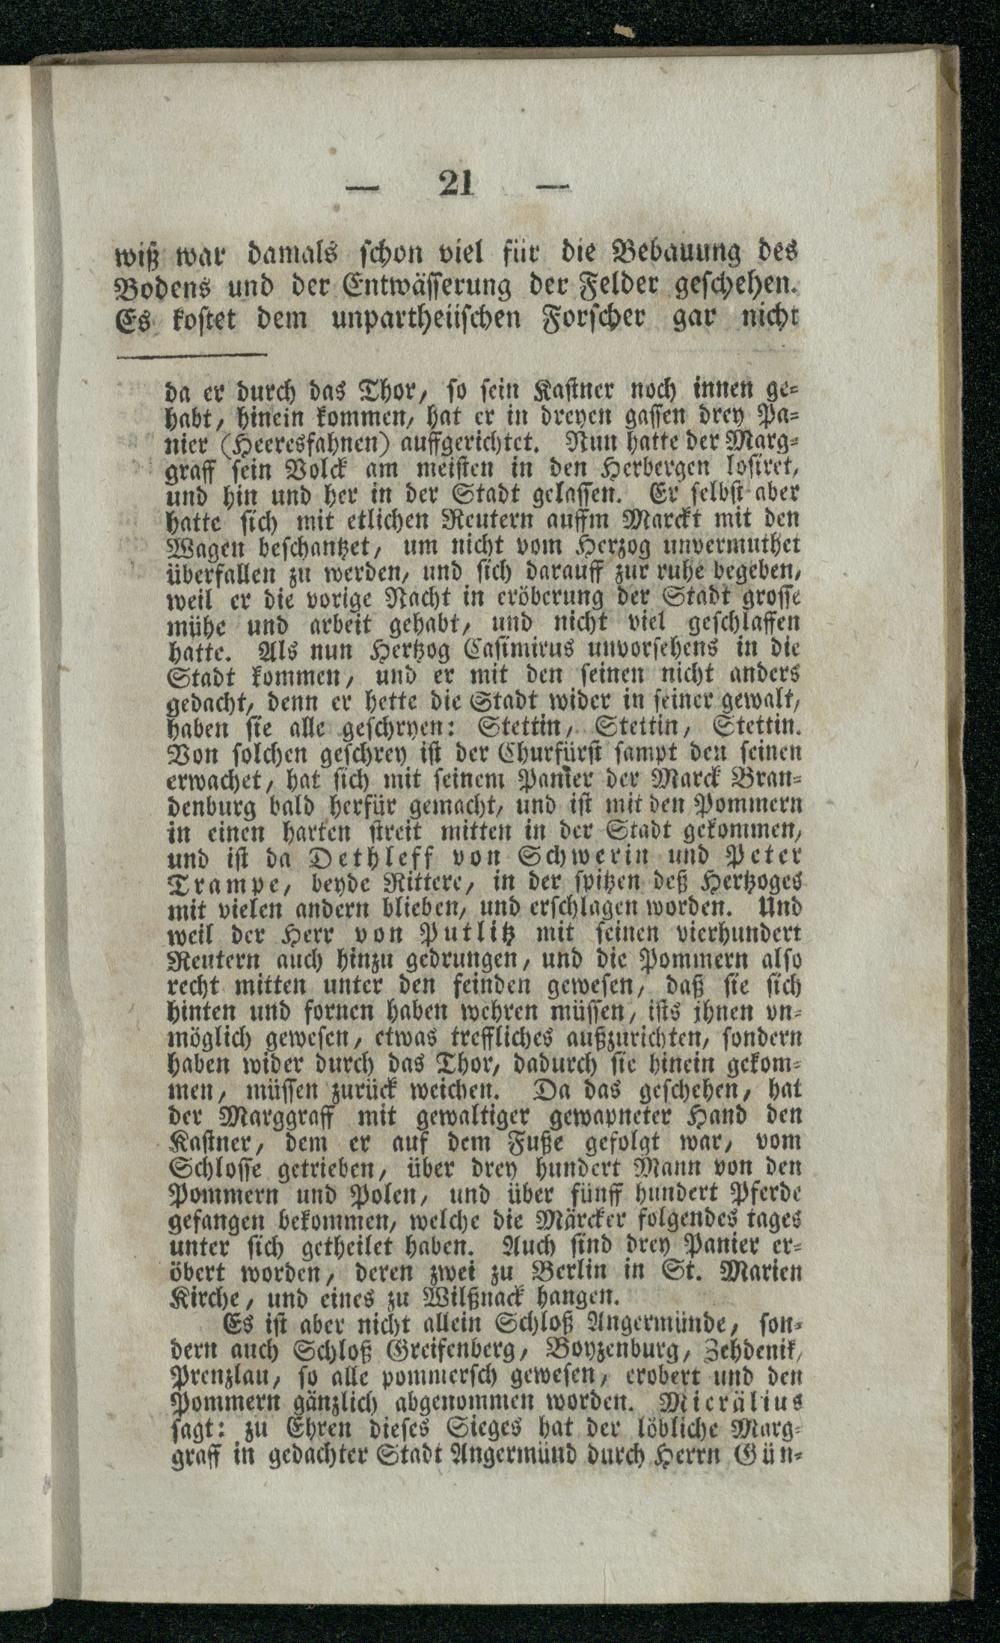 — 21 —
wiß war damals schon viel für die Bebauung des
Bodens und der Entwässerung der Felder geschehen.
Es kostet dem unpartheiischen Forscher gar nicht
da er durch das Thor, so sein Kastner noch innen ge-
habt, hinein kommen, hat er in dreyen gassen drey Pa-
nier (Heeresfahnen) auffgerichtet. Nun hatte der Marg-
graff sein Volck am meisten in den Herbergen losiret,
und hin und her in der Stadt gelassen. Er selbst aber
hatte sich mit etlichen Reutern auffm Marckt mit den
Wagen beschantzet, um nicht vom Herzog unvermuthet
überfallen zu werden, und sich darauff zur ruhe begeben,
weil er die vorige Nacht in eröberung der Stadt grosse
mühe und arbeit gehabt, und nicht viel geschlaffen
hatte. Als nun Hertzog Casimirus unvorsehens in die
Stadt kommen, und er mit den seinen nicht anders
gedacht, denn er hette die Stadt wider in seiner gewalt,
haben sie alle geschryen: Stettin, Stettin, Stettin.
Von solchen geschrey ist der Churfürst sampt den seinen
erwachet, hat sich mit seinem Panier der Marck Bran-
denburg bald herfür gemacht, und ist mit den Pommern
in einen harten streit mitten in der Stadt gekommen,
und ist da Dethleff von Schwerin und Peter
Trampe, beyde Rittere, in der spitzen deß Hertzoges
mit vielen andern blieben, und erschlagen worden. Und
weil der Herr von Putlitz mit seinen vierhundert
Reutern auch hinzu gedrungen, und die Pommern also
recht mitten unter den feinden gewesen, daß sie sich
hinten und fornen haben wehren müssen, ists ihnen vn-
möglich gewesen, etwas treffliches außzurichten, sondern
haben wider durch das Thor, dadurch sie hinein gekom-
men, müssen zurück weichen. Da das geschehen, hat
der Marggraff mit gewaltiger gewapneter Hand den
Kastner, dem er auf dem Fuße gefolgt war, vom
Schlosse getrieben, über drey hundert Mann von den
Pommern und Polen, und über fünff hundert Pferde
gefangen bekommen, welche die Märcker folgendes tages
unter sich getheilet haben. Auch sind drey Panier er-
öbert worden, deren zwei zu Berlin in St. Marien
Kirche, und eines zu Wilßnack hangen.
Es ist aber nicht allein Schloß Angermünde, son-
dern auch Schloß Greifenberg, Boyzenburg, Zehdenik,
Prenzlau, so alle pommersch gewesen, erobert und den
Pommern gänzlich abgenommen worden. Micrälius
sagt: zu Ehren dieses Sieges hat der löbliche Marg-
graff in gedachter Stadt Angermünd durch Herrn Gün-